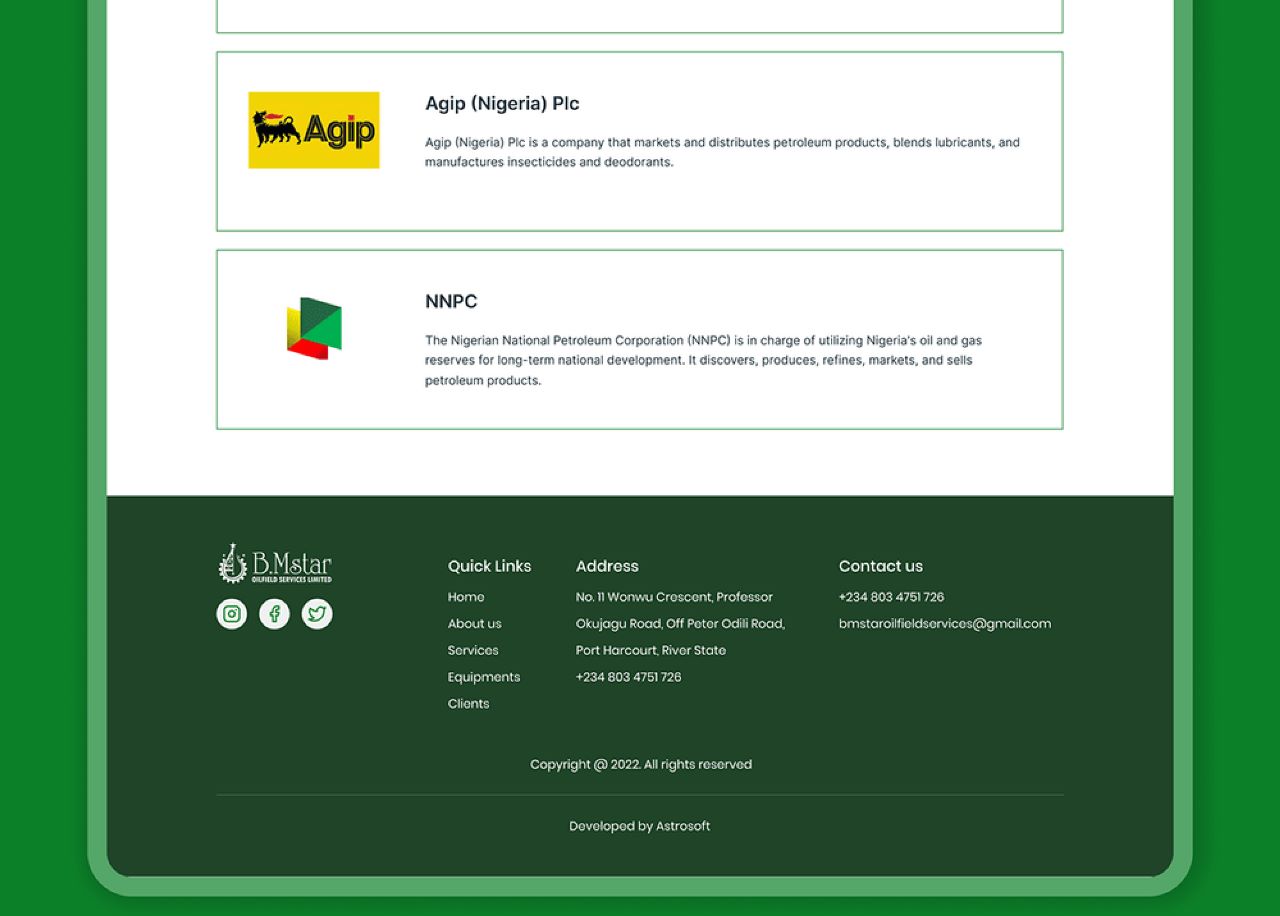 Agip
Agip (Nigeria) Plc
Agip (Nigeria) Plc is a company that markets and distributes petroleum products, blends lubricants, and
manufactures insecticides and deodorants.
NNPC
The Nigerian National Petroleum Corporation (NNPC) is in charge of utilizing Nigeria's oil and gas
reserves for long-term national development. It discovers, produces, refines, markets, and sells
petroleum products.
B.Mstar
OILFIELD SERVICES LIMITED
Quick Links
Home
About us
Services
Equipments
Clients
Address
No. 11 Wonwu Crescent, Professor
Okujagu Road, Off Peter Odili Road,
Port Harcourt, River State
+234 803 4751 726
Contact us
+234 803 4751 726
bmstaroilfieldservices@gmail.com
Copyright @ 2022. All rights reserved
Developed by Astrosoft